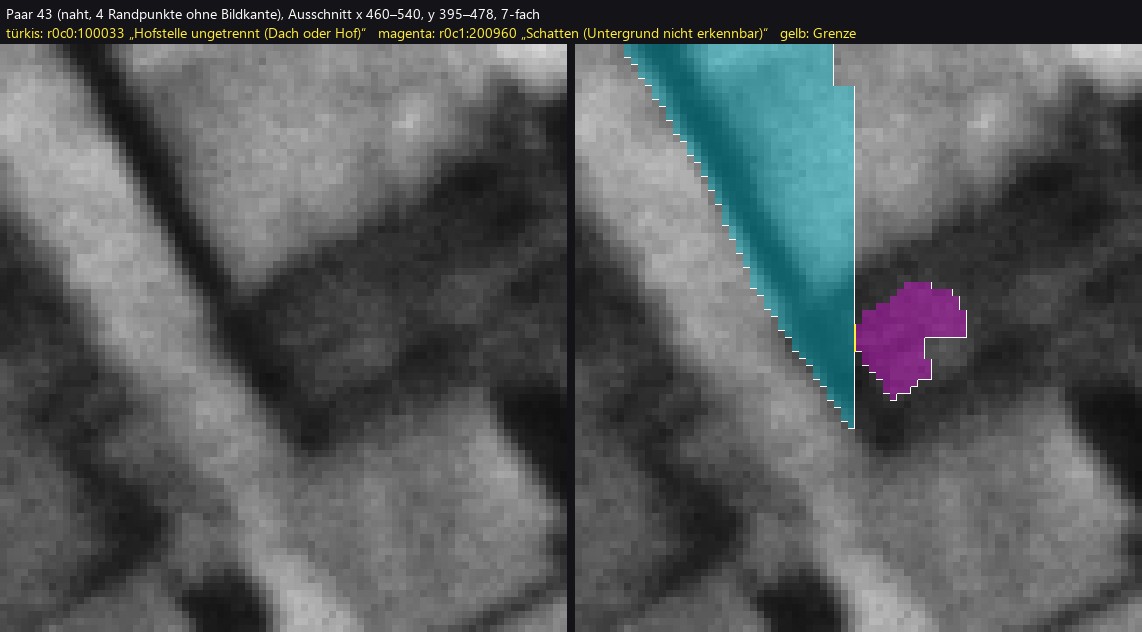 Paar 43 (naht, 4 Randpunkte ohne Bildkante), Ausschnitt x 460–540, y 395–478, 7-fach
türkis: r0c0:100033 „Hofstelle ungetrennt (Dach oder Hof)“ magenta: r0c1:200960 „Schatten (Untergrund nicht erkennbar)“ gelb: Grenze